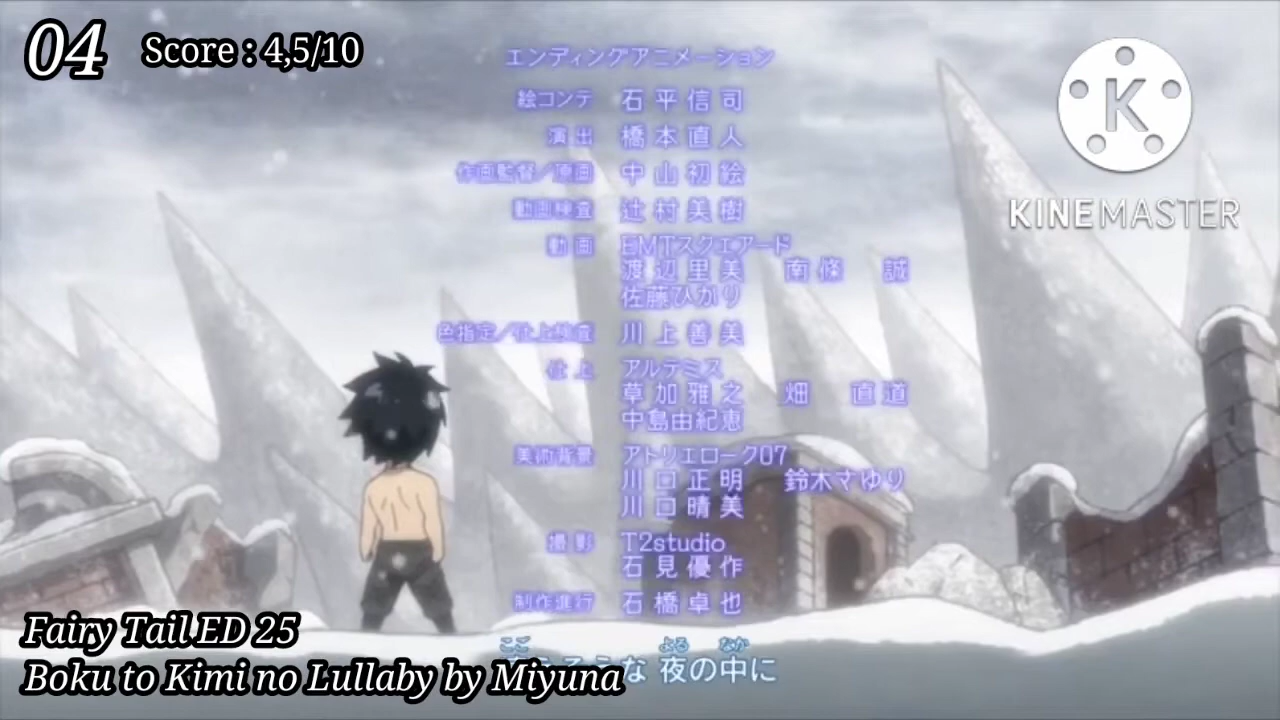 04 Score : 4,5/10
KINEMASTER
エンディングアニメーション
絵コンテ 石平信司
演出 橋本直人
作画監督／原画 中山初絵
動画検査 辻村美樹
動画 EMTスクエアード
渡辺里美 南條 誠
佐藤ひかり
色指定／仕上検査 川上善美
仕上 アルテミス
草加雅之 畑 直道
中島由紀恵
美術背景 アトリエローク07
川口正明 鈴木さゆり
川口晴美
撮影 T2studio
石見優作
制作進行 石橋卓也
Fairy Tail ED 25
Boku to Kimi no Lullaby by Miyuna
こご よる なか
な 夜の中に